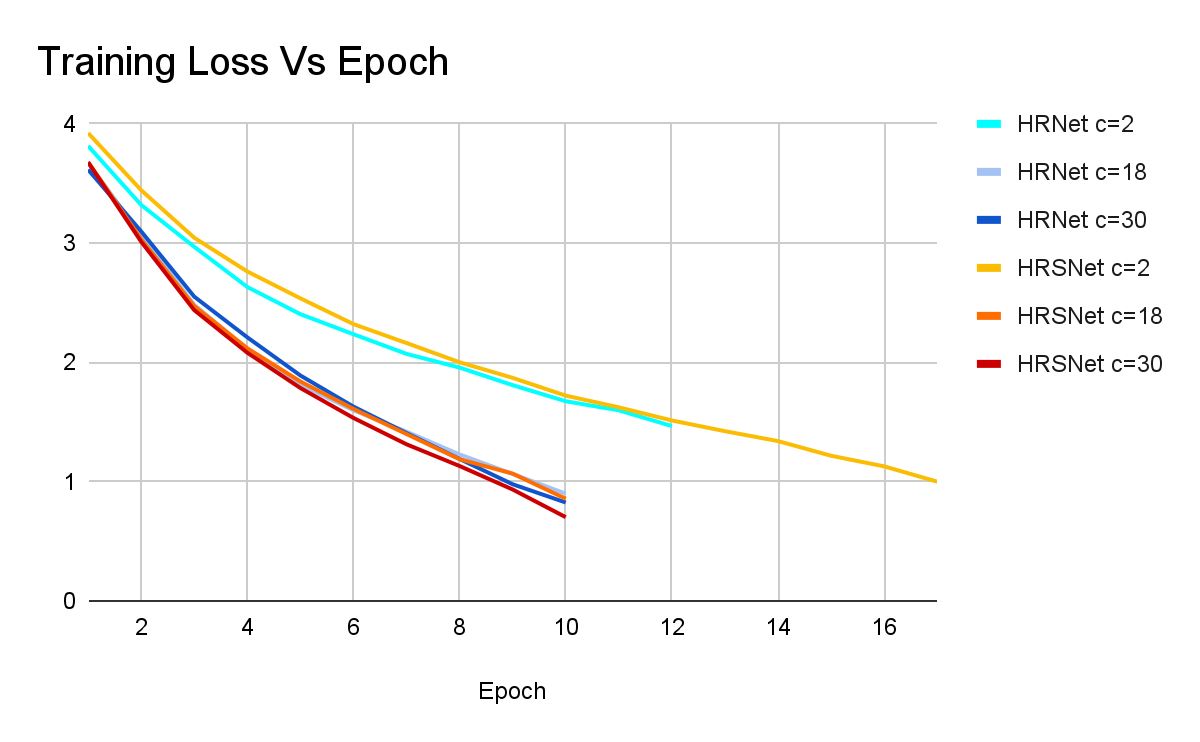 Training Loss Vs Epoch
4
3
2
1
0
2 4 6 8 10 12 14 16
Epoch
HRNet c=2
HRNet c=18
HRNet c=30
HRSNet c=2
HRSNet c=18
HRSNet c=30